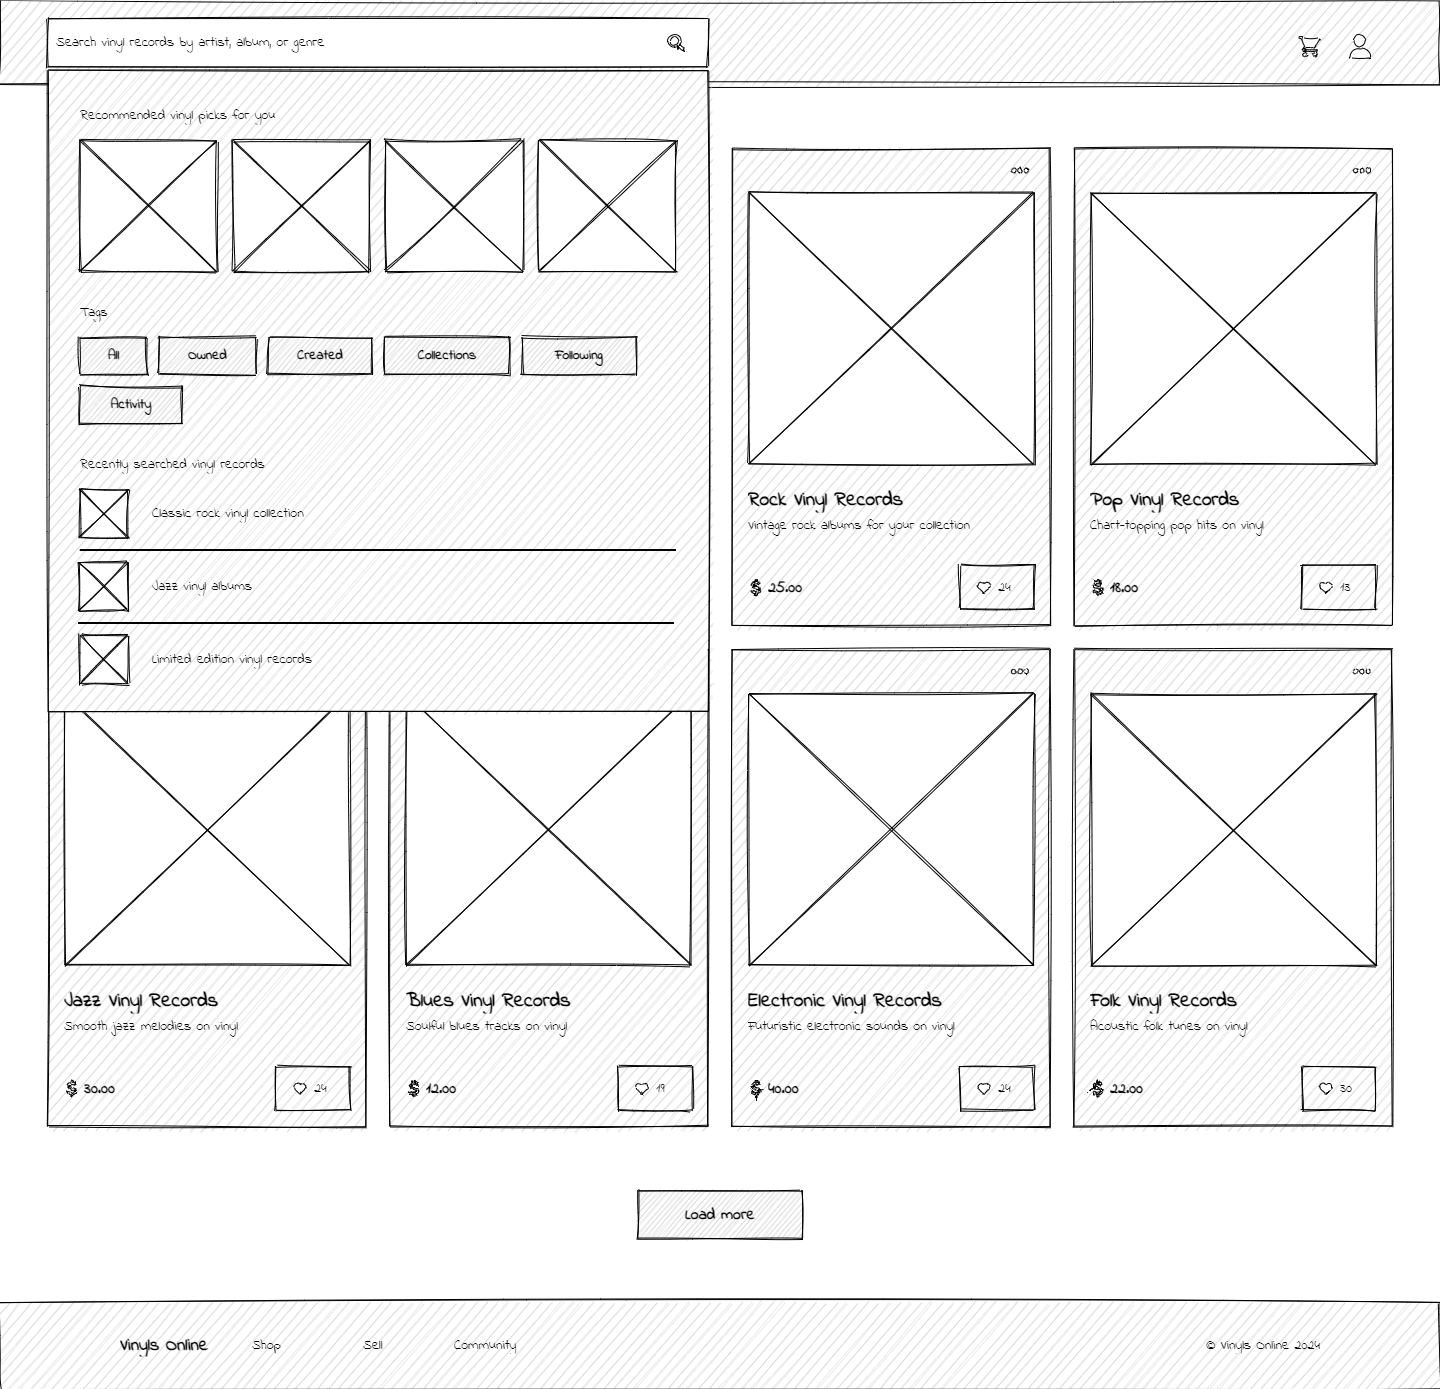 Search vinyl records by artist, album, or genre
Recommended vinyl picks for you
Tags
All
Owned
Created
Collections
Following
Activity
Recently searched vinyl records
Classic rock vinyl collection
Jazz vinyl albums
Limited edition vinyl records
Rock Vinyl Records
Vintage rock albums for your collection
$ 25.00
24
Pop Vinyl Records
Chart-topping pop hits on vinyl
$ 18.00
13
Jazz Vinyl Records
Smooth jazz melodies on vinyl
$ 30.00
24
Blues Vinyl Records
Soulful blues tracks on vinyl
$ 12.00
19
Electronic Vinyl Records
Futuristic electronic sounds on vinyl
$ 40.00
24
Folk Vinyl Records
Acoustic folk tunes on vinyl
$ 22.00
30
Load more
Vinyls Online
Shop
Sell
Community
© Vinyls Online 2024